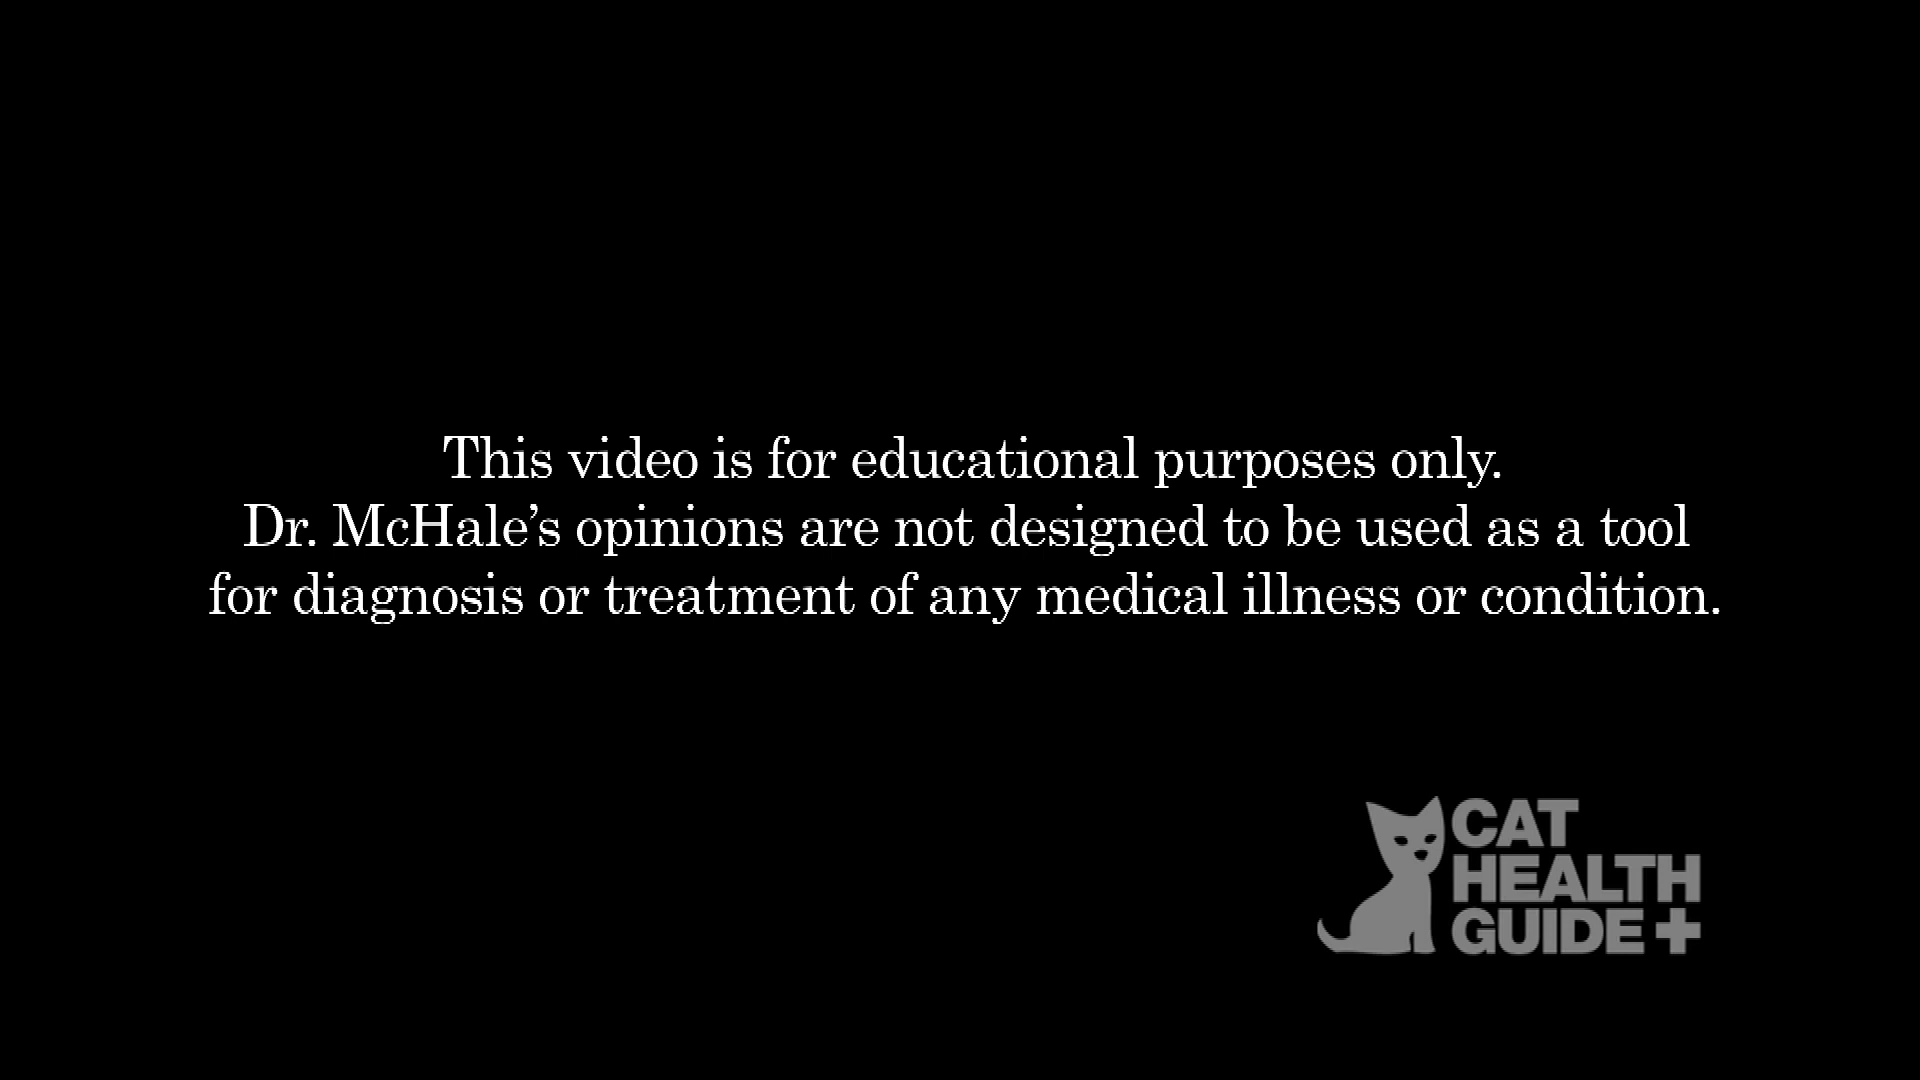 This video is for educational purposes only.
Dr. McHale’s opinions are not designed to be used as a tool
for diagnosis or treatment of any medical illness or condition.
CAT
HEALTH
GUIDE+